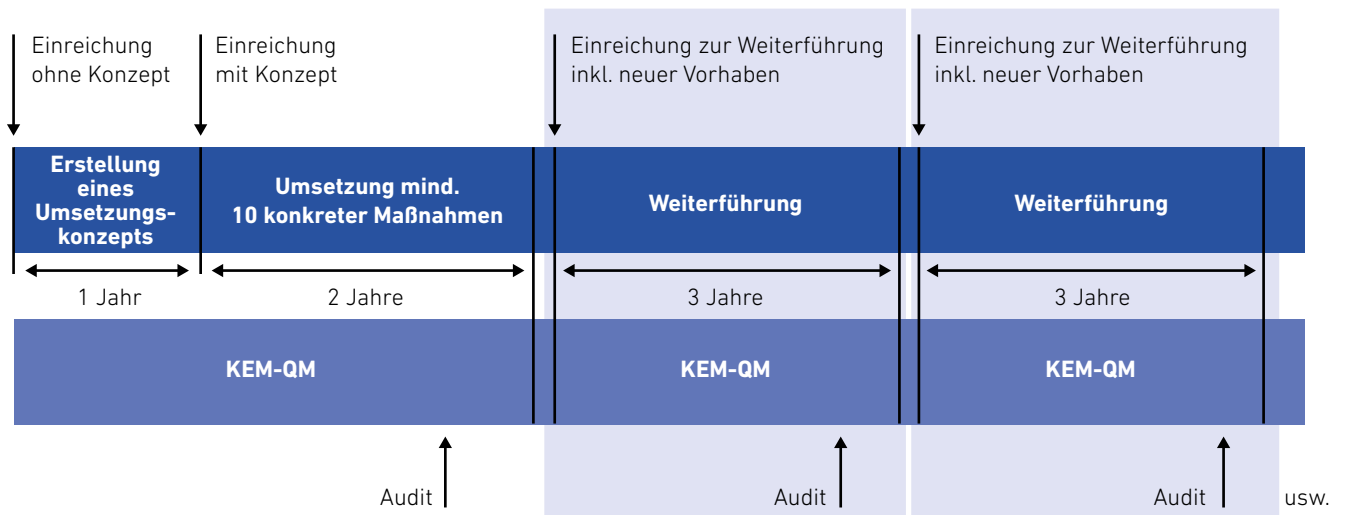 Einreichung
ohne Konzept
Einreichung
mit Konzept
Einreichung zur Weiterführung
inkl. neuer Vorhaben
Einreichung zur Weiterführung
inkl. neuer Vorhaben
Erstellung
eines
Umsetzungs-
konzepts
Umsetzung mind.
10 konkreter Maßnahmen
Weiterführung
Weiterführung
1 Jahr
2 Jahre
3 Jahre
3 Jahre
KEM-QM
KEM-QM
KEM-QM
Audit
Audit
Audit
usw.